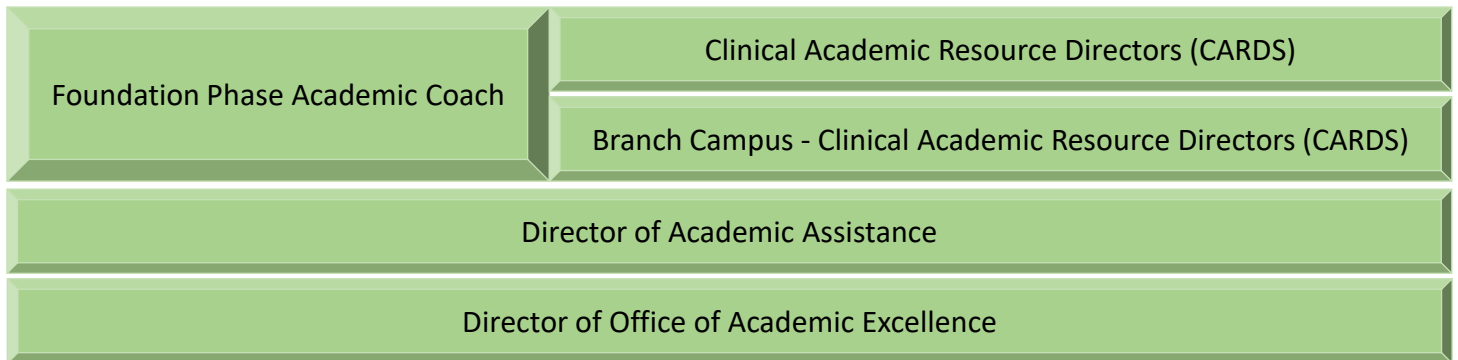 Foundation Phase Academic Coach
Clinical Academic Resource Directors (CARDS)
Branch Campus - Clinical Academic Resource Directors (CARDS)
Director of Academic Assistance
Director of Office of Academic Excellence